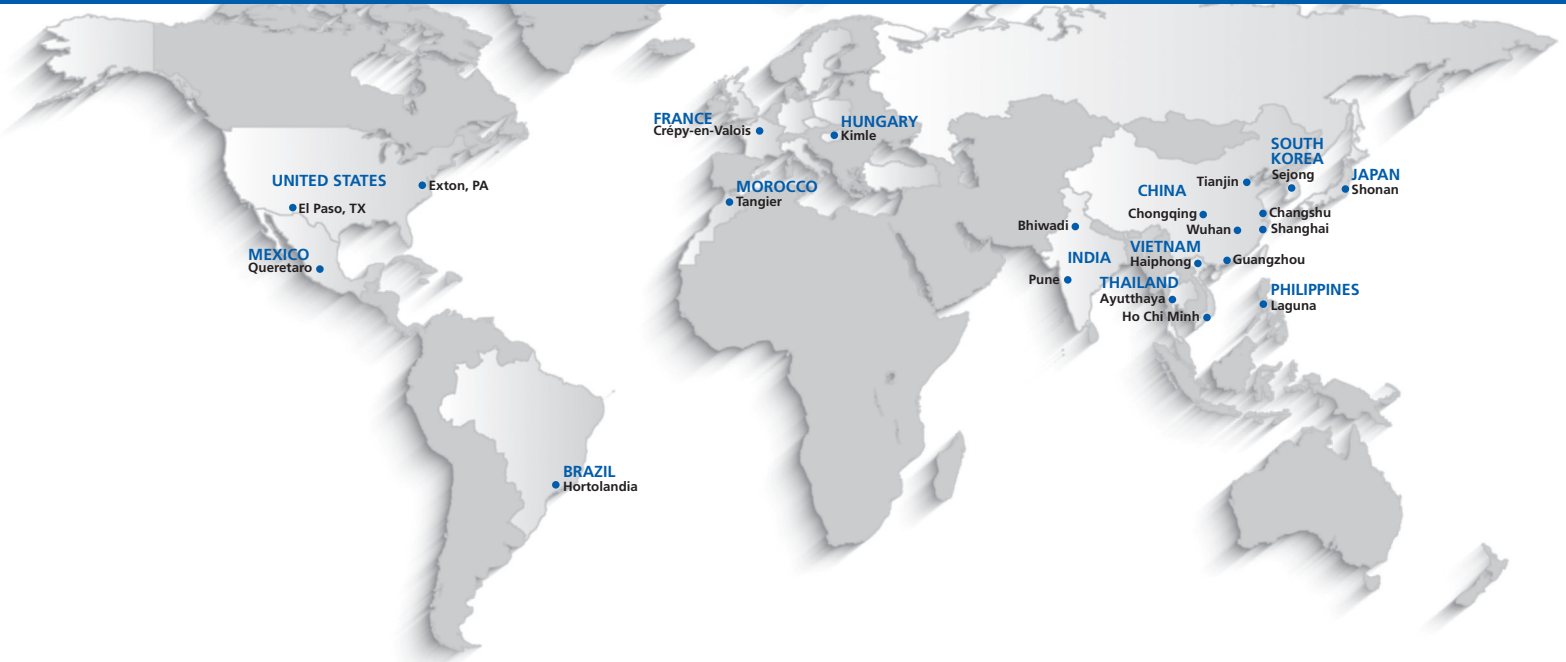 UNITED STATES
Exton, PA
El Paso, TX
MEXICO
Queretaro
BRAZIL
Hortolandia
FRANCE
Crépy-en-Valois
HUNGARY
Kimle
MOROCCO
Tangier
INDIA
Bhiwadi
Pune
CHINA
Tianjin
Chongqing
Wuhan
Changshu
Shanghai
Guangzhou
SOUTH
KOREA
Sejong
JAPAN
Shonan
VIETNAM
Haiphong
Ho Chi Minh
THAILAND
Ayutthaya
PHILIPPINES
Laguna